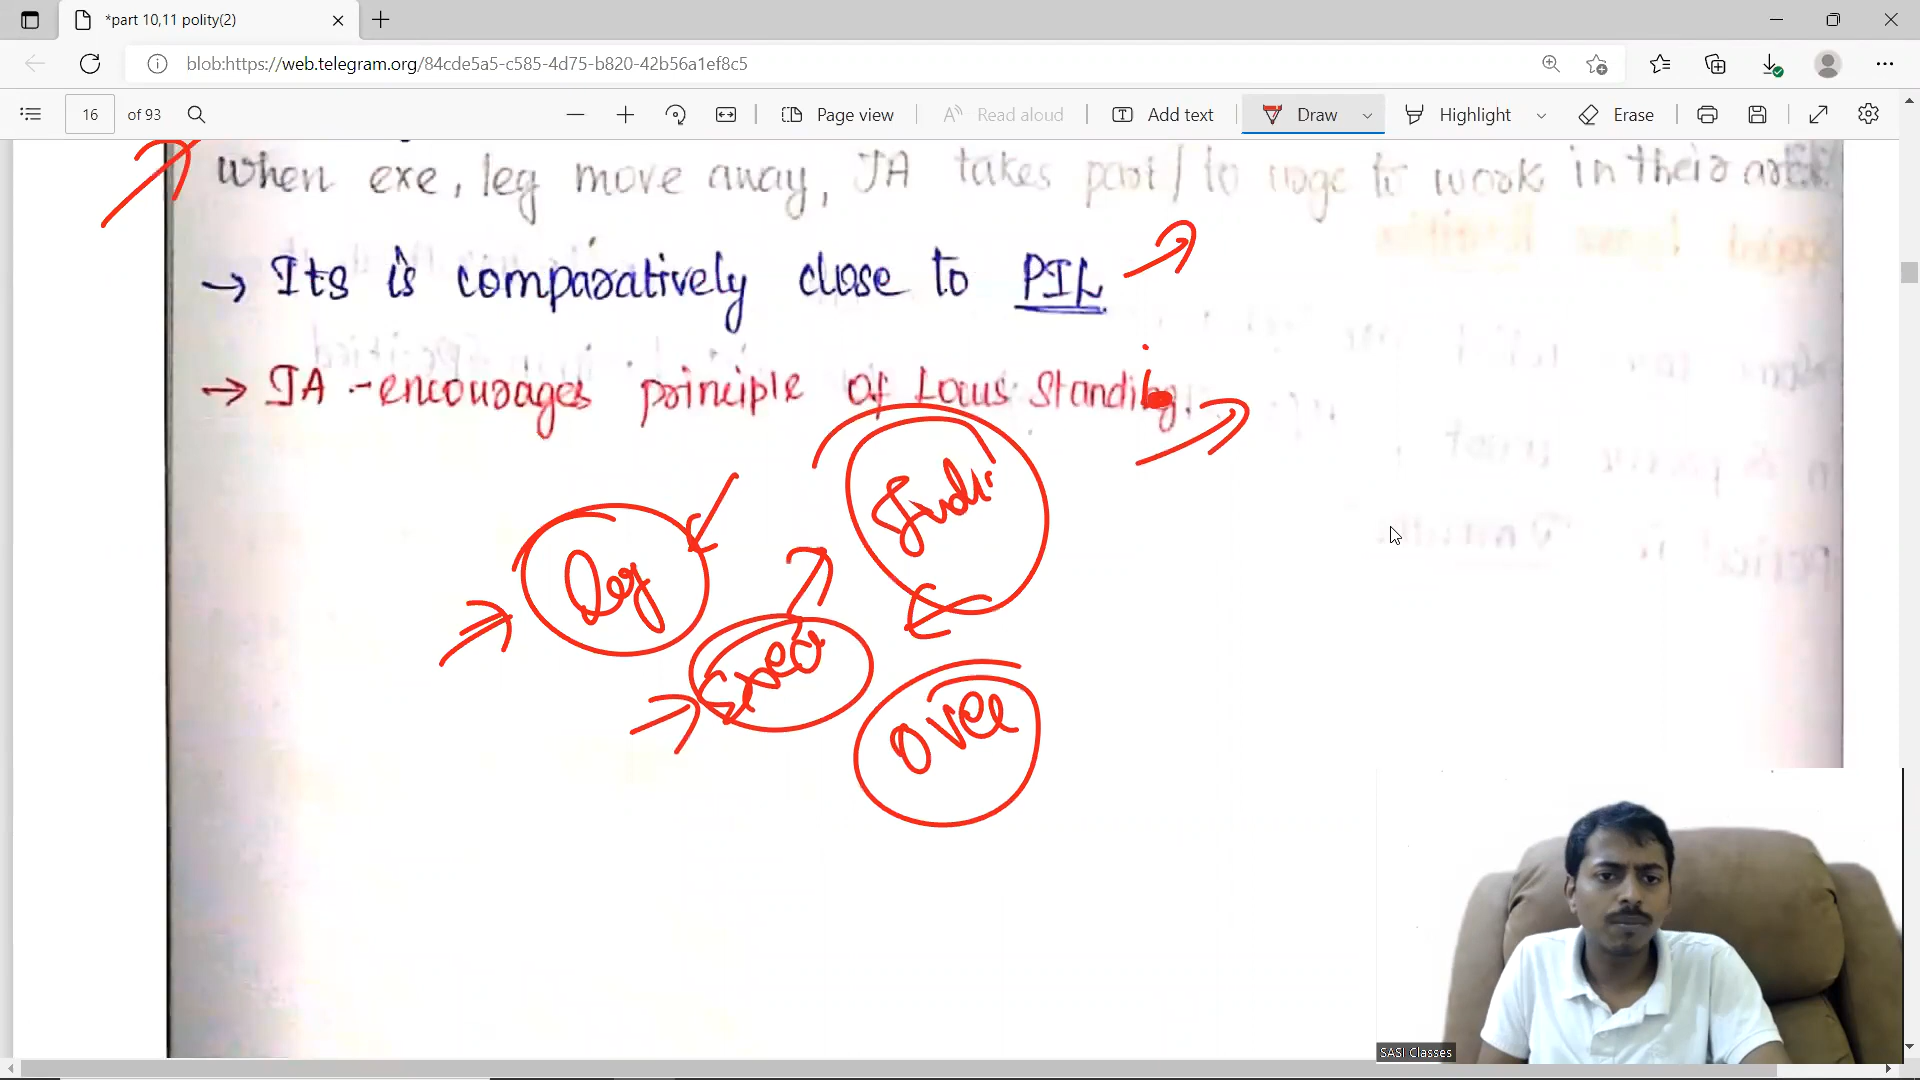 *part 10,11 polity(2)
blob:https://web.telegram.org/84cde5a5-c585-4d75-b820-42b56a1ef8c5
16 of 93 Page view Read aloud Add text Draw Highlight Erase
when exe, leg move away, JA takes part/ to urge to work in their
→ Its is comparatively close to PIL
→ JA - encourages principle of Locus Standi
Judi
leg
over
SASI Classes